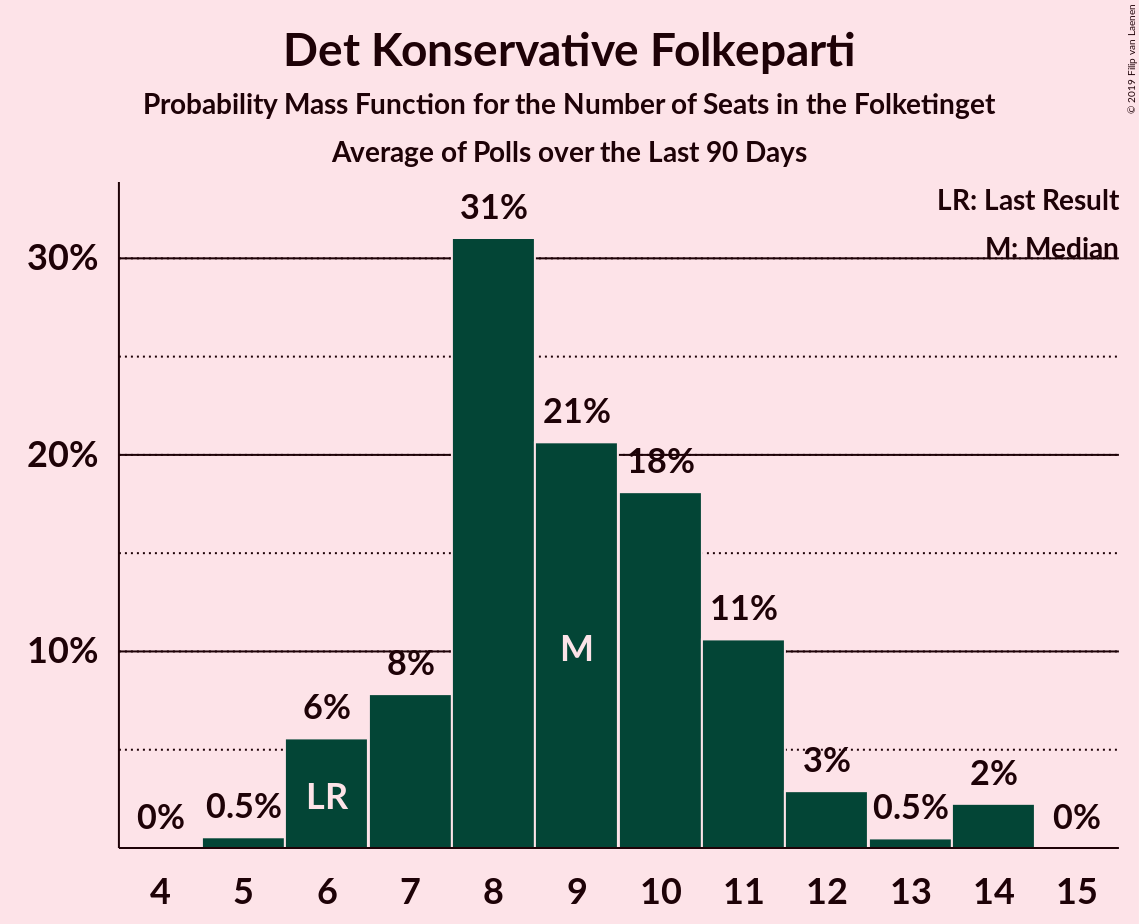 Det Konservative Folkeparti
Probability Mass Function for the Number of Seats in the Folketinget
Average of Polls over the Last 90 Days
© 2019 Filip van Laenen
LR: Last Result
M: Median
30%
20%
10%
0%
0.5%
6%
8%
31%
21%
18%
11%
3%
0.5%
2%
0%
LR
M
4 5 6 7 8 9 10 11 12 13 14 15